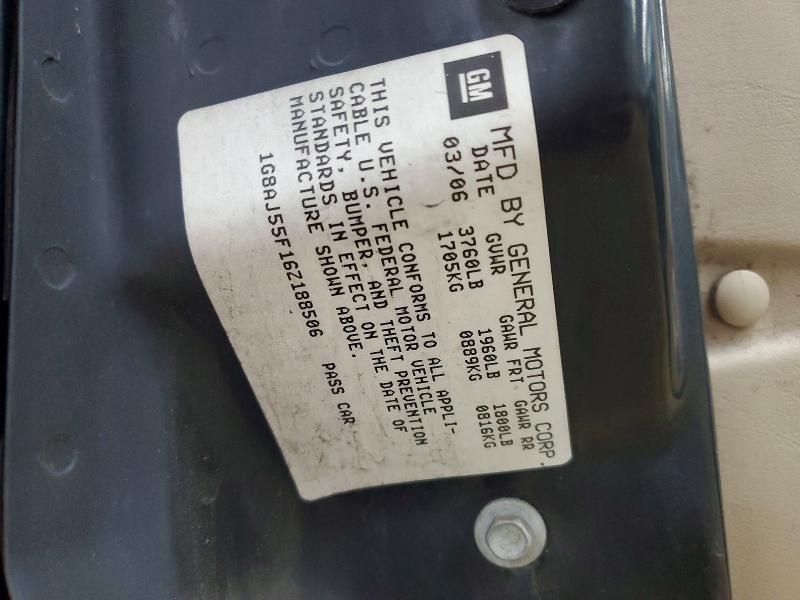 GM
MFD BY GENERAL MOTORS CORP.
DATE GVWR GAWR FRT GAWR RR
03/06 3760LB 1960LB 1800LB
1705KG 0889KG 0816KG
THIS VEHICLE CONFORMS TO ALL APPLI-
CABLE U.S. FEDERAL MOTOR VEHICLE
SAFETY, BUMPER, AND THEFT PREVENTION
STANDARDS IN EFFECT ON THE DATE OF
MANUFACTURE SHOWN ABOVE.
1G8AJ55F16Z188506 PASS CAR